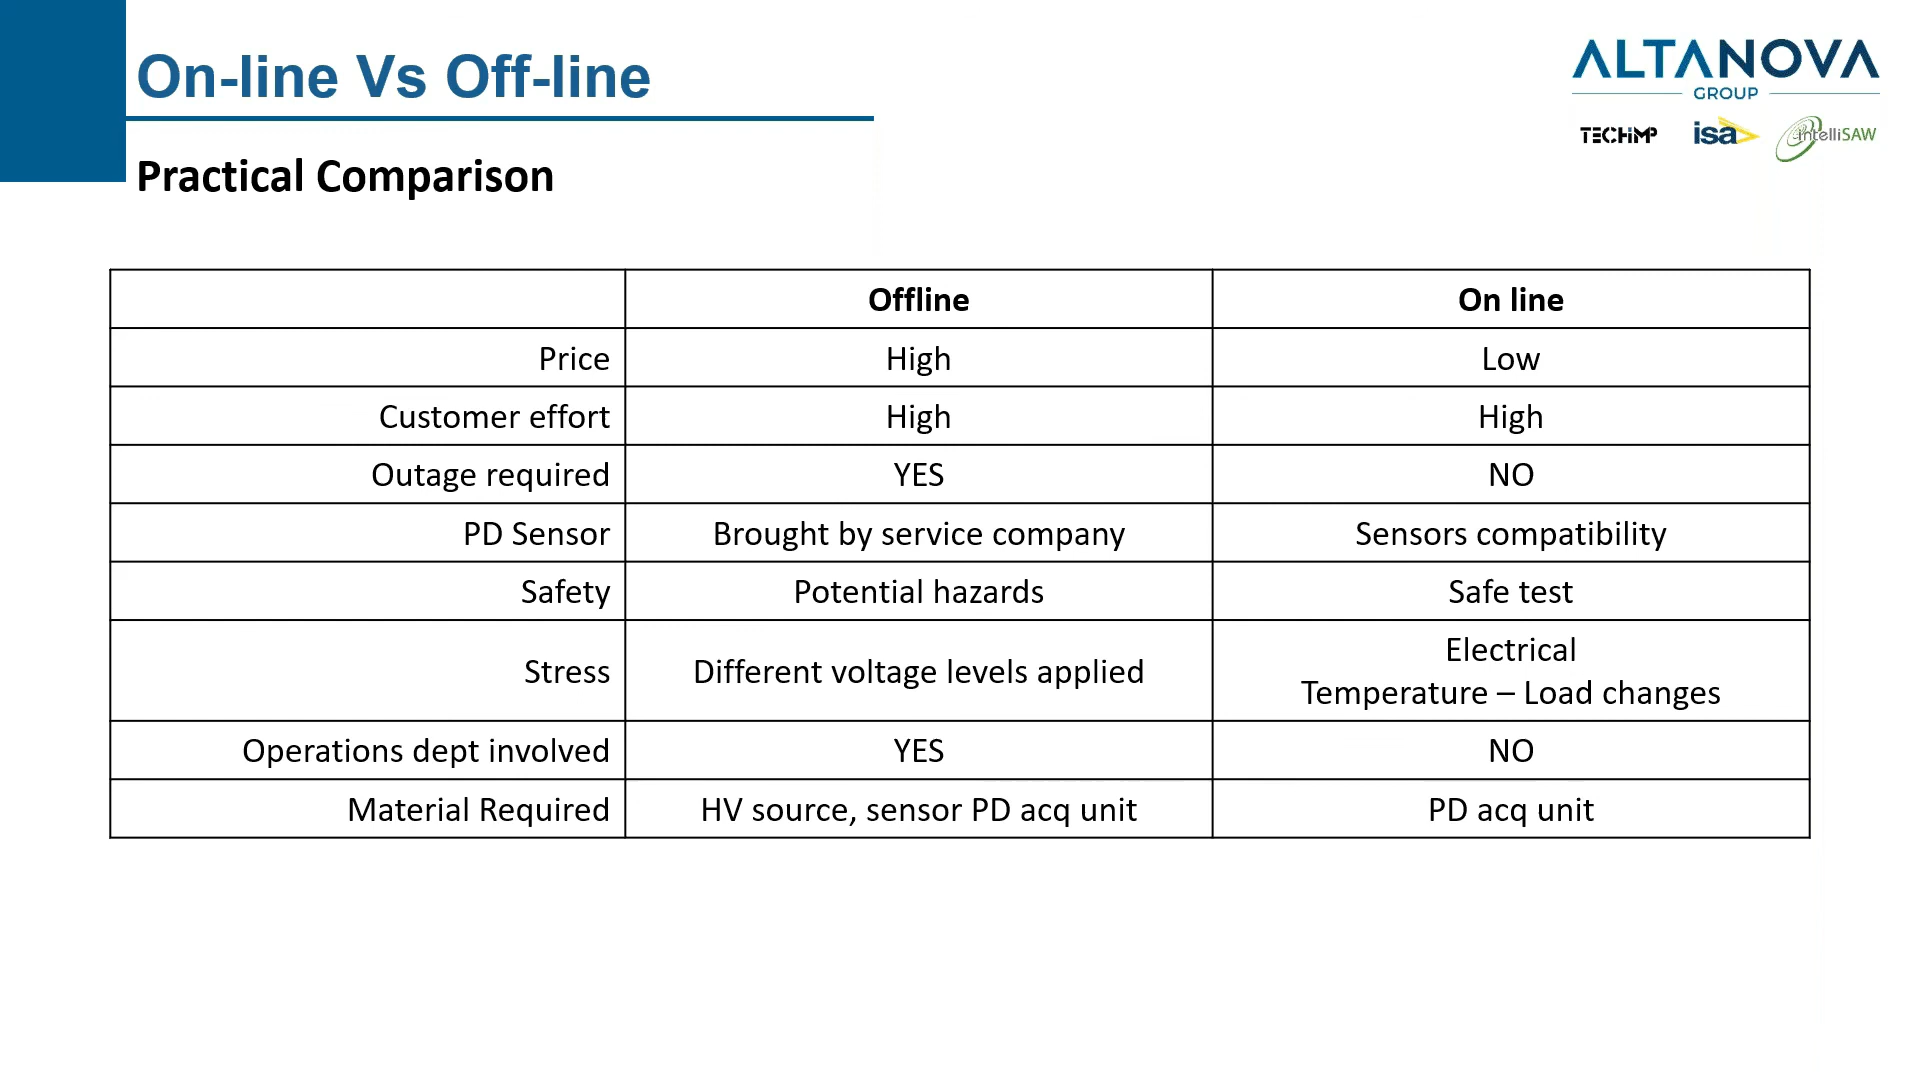 On-line Vs Off-line
ALTANOVA
GROUP
TECHIMP isa intelliSAW
Practical Comparison
Offline On line
Price High Low
Customer effort High High
Outage required YES NO
PD Sensor Brought by service company Sensors compatibility
Safety Potential hazards Safe test
Stress Different voltage levels applied Electrical
Temperature – Load changes
Operations dept involved YES NO
Material Required HV source, sensor PD acq unit PD acq unit